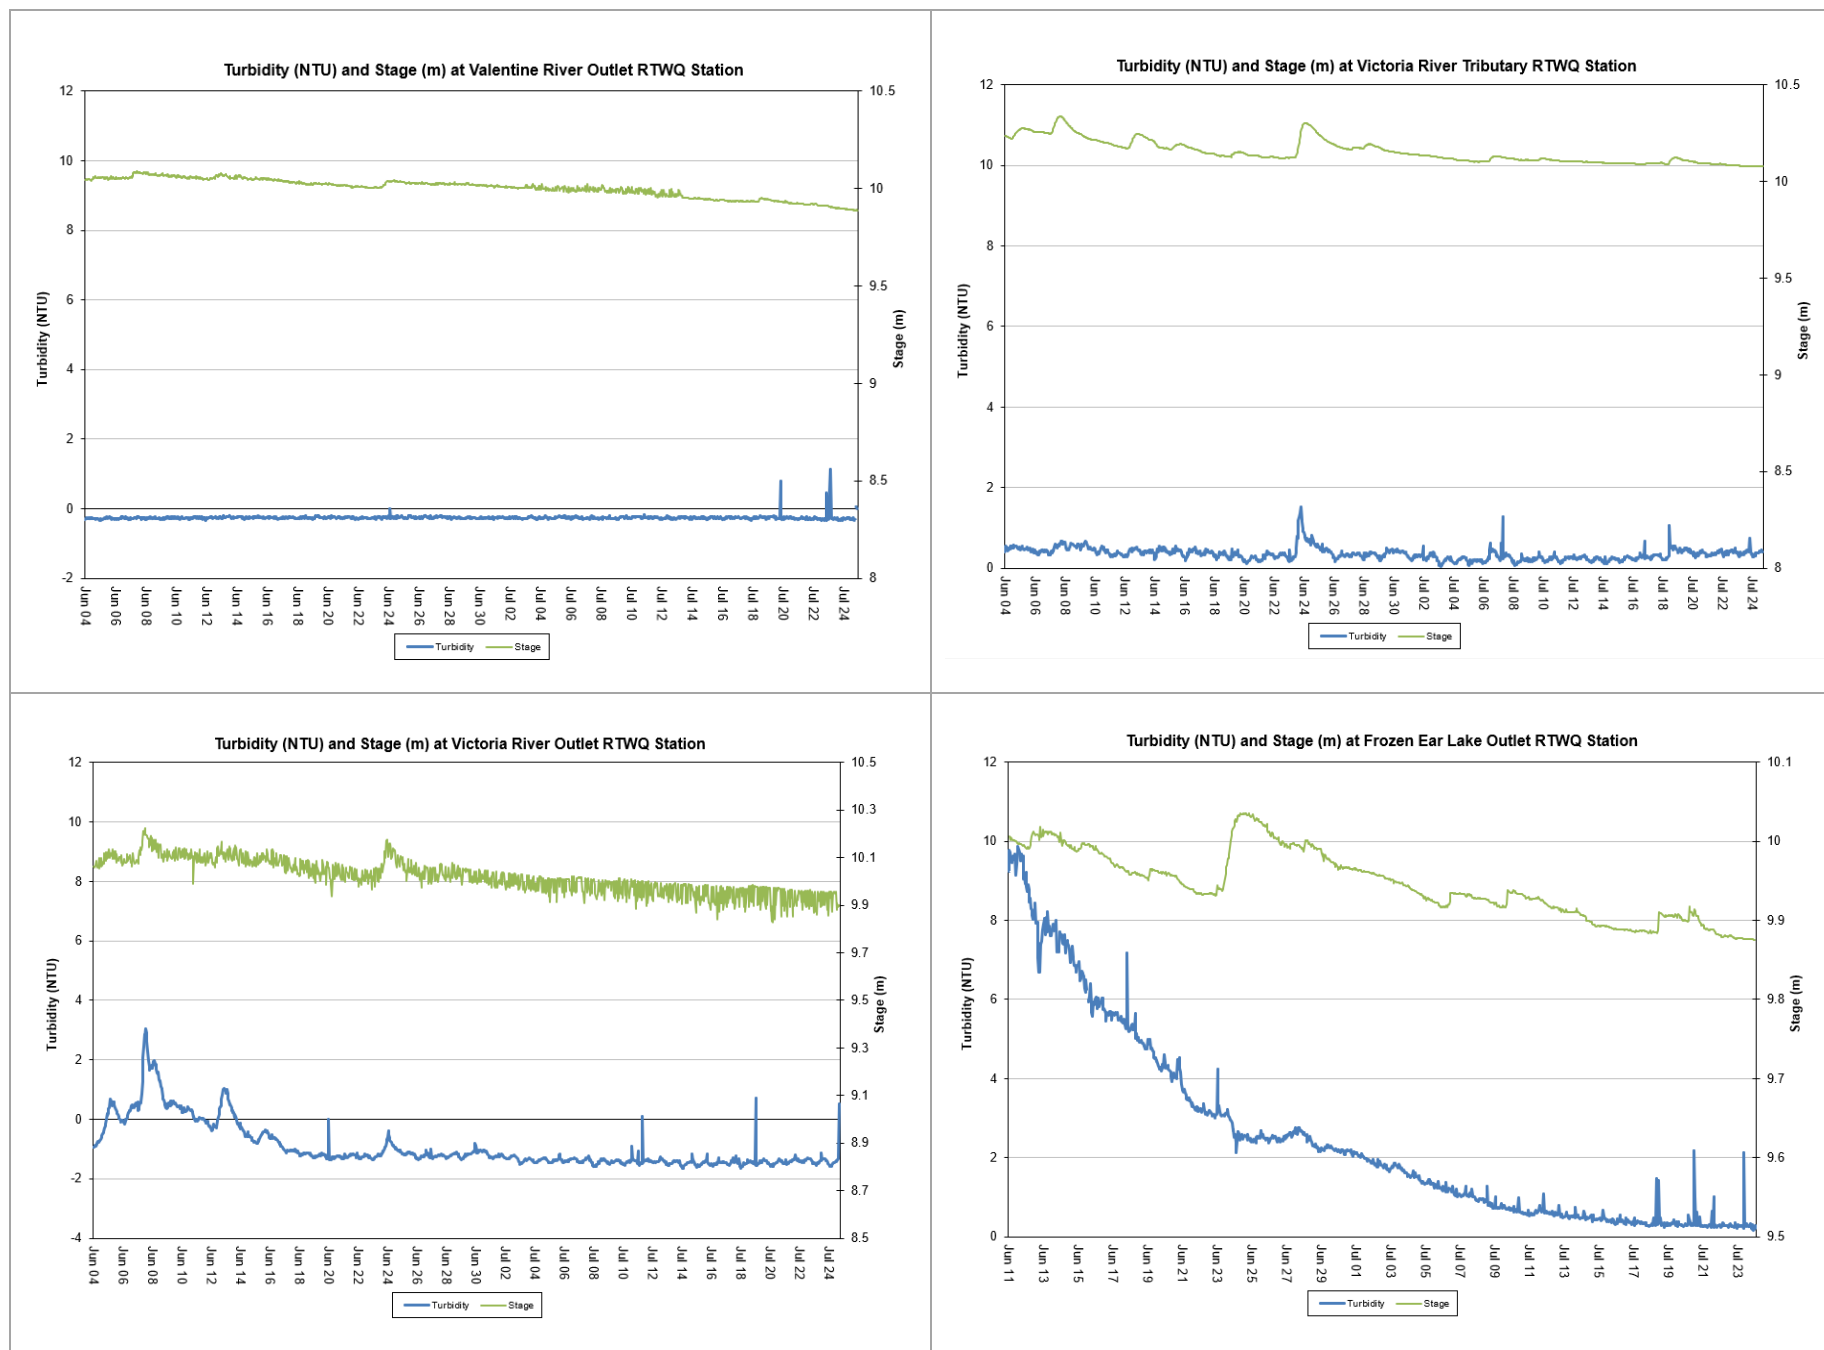 Turbidity (NTU) and Stage (m) at Valentine River Outlet RTWQ Station
12
10
8
6
4
2
0
-2
10.5
10
9.5
9
8.5
8
Turbidity (NTU)
Stage (m)
Jun 04
Jun 06
Jun 08
Jun 10
Jun 12
Jun 14
Jun 16
Jun 18
Jun 20
Jun 22
Jun 24
Jun 26
Jun 28
Jun 30
Jul 02
Jul 04
Jul 06
Jul 08
Jul 10
Jul 12
Jul 14
Jul 16
Jul 18
Jul 20
Jul 22
Jul 24
Turbidity Stage
Turbidity (NTU) and Stage (m) at Victoria River Tributary RTWQ Station
12
10
8
6
4
2
0
10.5
10
9.5
9
8.5
8
Turbidity (NTU)
Stage (m)
Jun 04
Jun 06
Jun 08
Jun 10
Jun 12
Jun 14
Jun 16
Jun 18
Jun 20
Jun 22
Jun 24
Jun 26
Jun 28
Jun 30
Jul 02
Jul 04
Jul 06
Jul 08
Jul 10
Jul 12
Jul 14
Jul 16
Jul 18
Jul 20
Jul 22
Jul 24
Turbidity Stage
Turbidity (NTU) and Stage (m) at Victoria River Outlet RTWQ Station
12
10
8
6
4
2
0
-2
-4
10.5
10.3
10.1
9.9
9.7
9.5
9.3
9.1
8.9
8.7
8.5
Turbidity (NTU)
Stage (m)
Jun 04
Jun 06
Jun 08
Jun 10
Jun 12
Jun 14
Jun 16
Jun 18
Jun 20
Jun 22
Jun 24
Jun 26
Jun 28
Jun 30
Jul 02
Jul 04
Jul 06
Jul 08
Jul 10
Jul 12
Jul 14
Jul 16
Jul 18
Jul 20
Jul 22
Jul 24
Turbidity Stage
Turbidity (NTU) and Stage (m) at Frozen Ear Lake Outlet RTWQ Station
12
10
8
6
4
2
0
10.1
10
9.9
9.8
9.7
9.6
9.5
Turbidity (NTU)
Stage (m)
Jun 11
Jun 13
Jun 15
Jun 17
Jun 19
Jun 21
Jun 23
Jun 25
Jun 27
Jun 29
Jul 01
Jul 03
Jul 05
Jul 07
Jul 09
Jul 11
Jul 13
Jul 15
Jul 17
Jul 19
Jul 21
Jul 23
Turbidity Stage